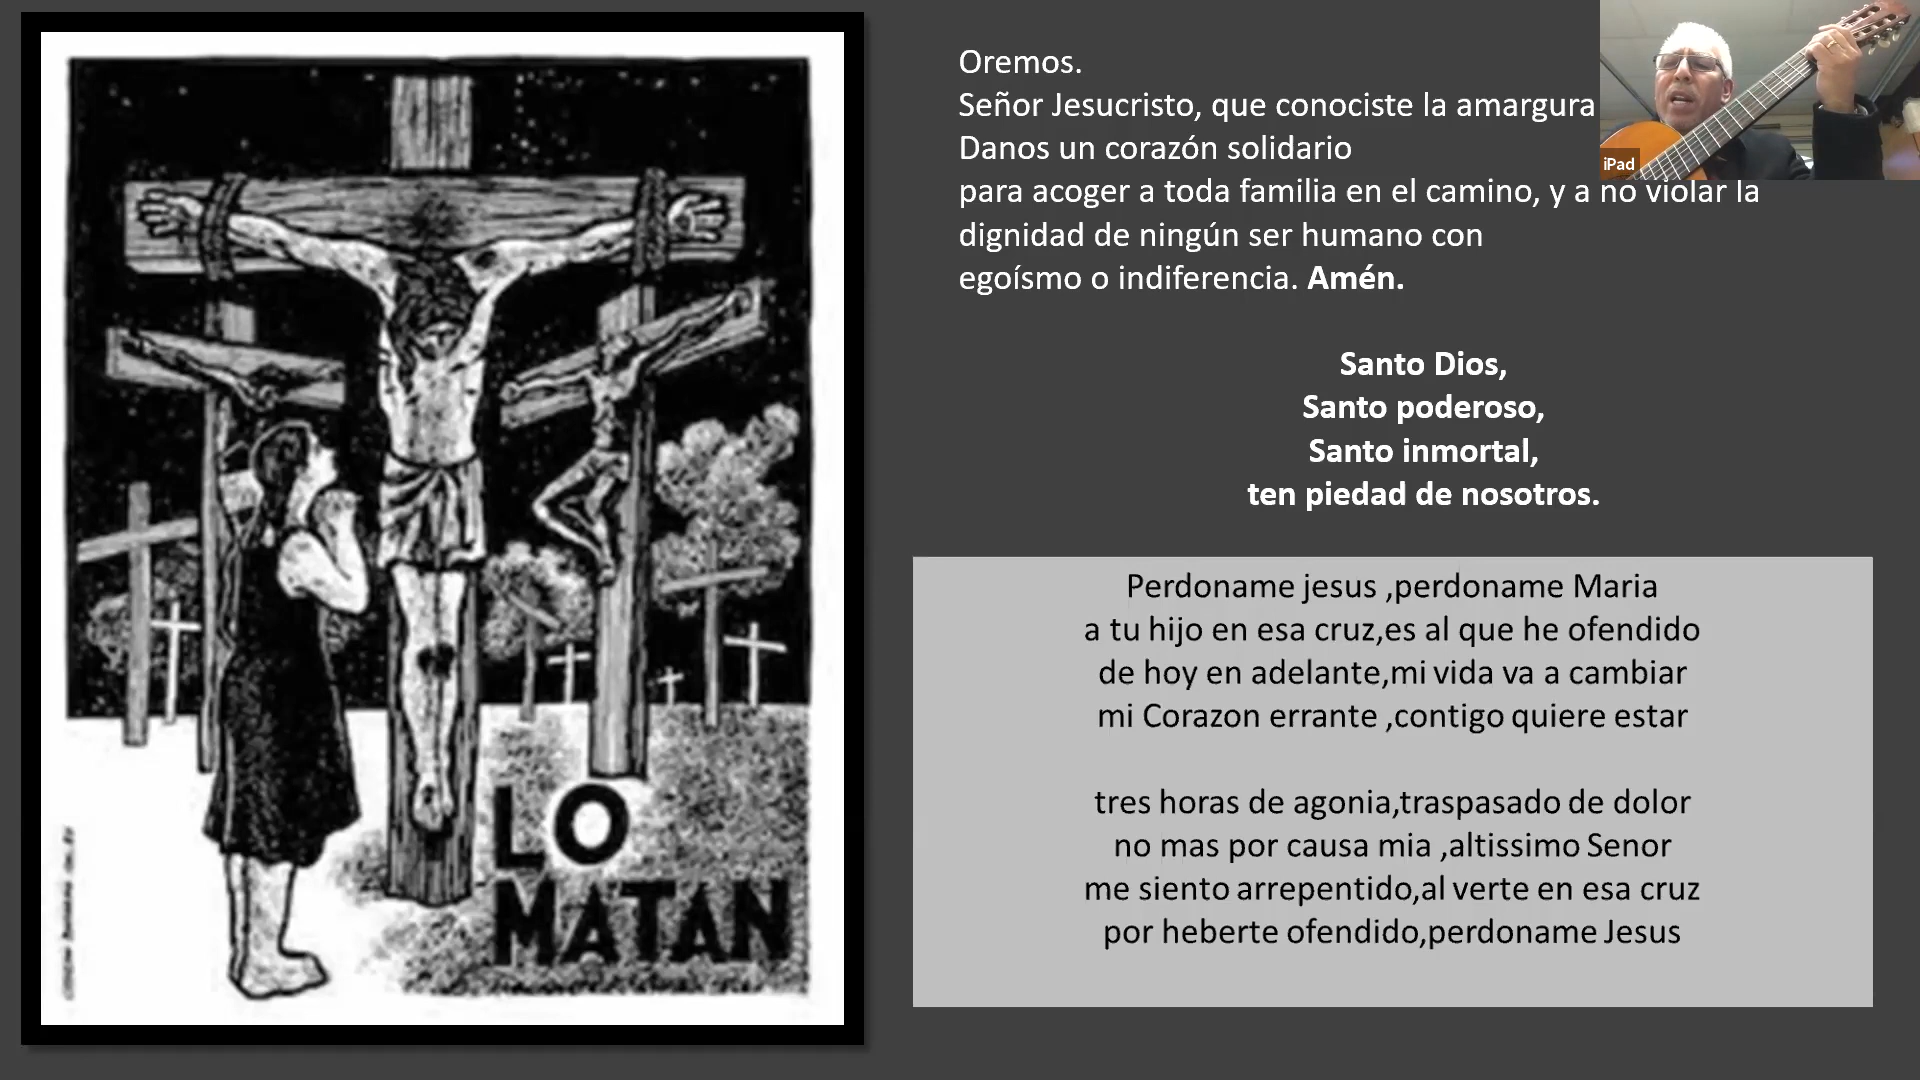 Oremos.
Señor Jesucristo, que conociste la amargura
Danos un corazón solidario
para acoger a toda familia en el camino, y a no violar la
dignidad de ningún ser humano con
egoísmo o indiferencia. Amén.
Santo Dios,
Santo poderoso,
Santo inmortal,
ten piedad de nosotros.
Perdoname jesus ,perdoname Maria
a tu hijo en esa cruz,es al que he ofendido
de hoy en adelante,mi vida va a cambiar
mi Corazon errante ,contigo quiere estar
tres horas de agonia,traspasado de dolor
no mas por causa mia ,altissimo Senor
me siento arrepentido,al verte en esa cruz
por heberte ofendido,perdoname Jesus
LO
MATAN
iPad